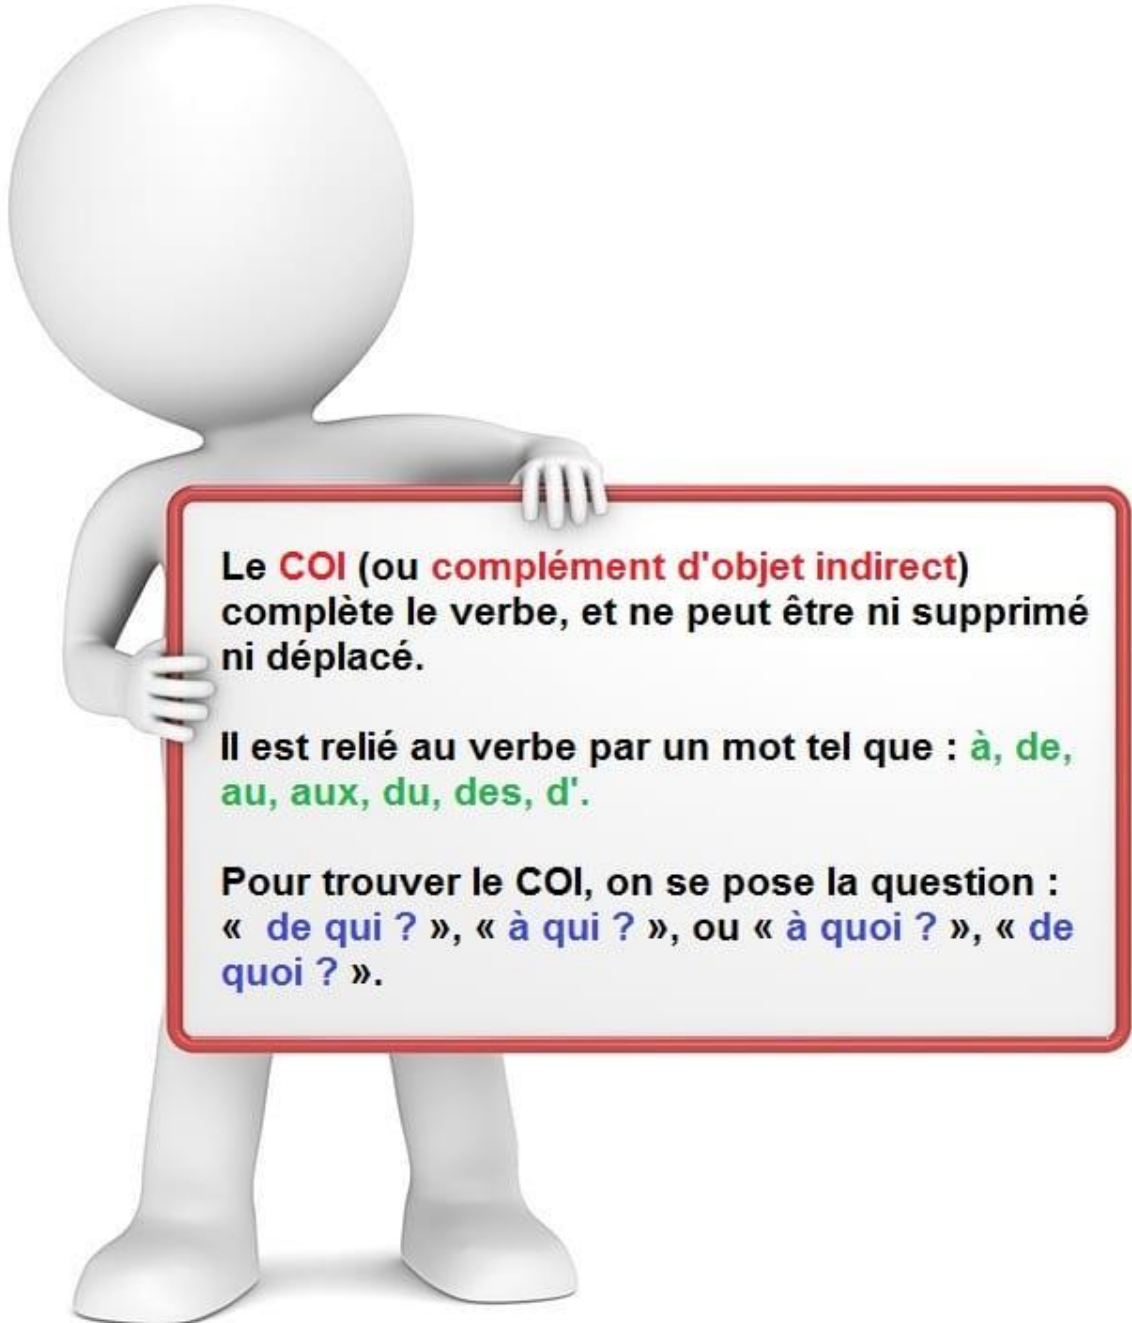 Le COI (ou complément d'objet indirect)
complète le verbe, et ne peut être ni supprimé
ni déplacé.
Il est relié au verbe par un mot tel que : à, de,
au, aux, du, des, d'.
Pour trouver le COI, on se pose la question :
«  de qui ? », « à qui ? », ou « à quoi ? », « de
quoi ? ».